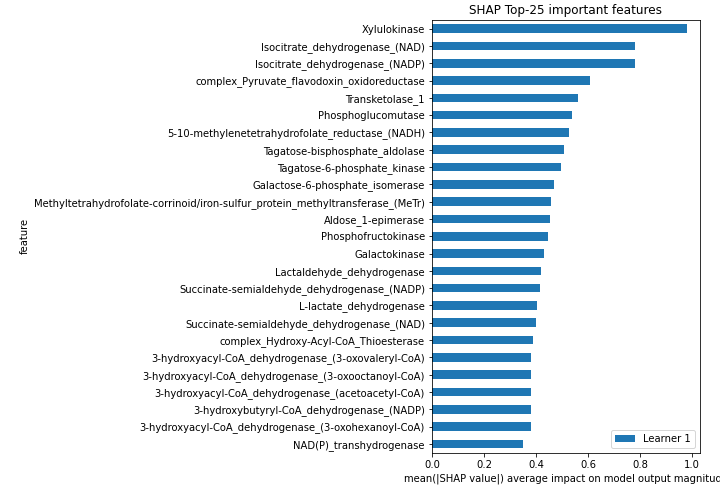 SHAP Top-25 important features
Xylulokinase
Isocitrate_dehydrogenase_(NAD)
Isocitrate_dehydrogenase_(NADP)
complex_Pyruvate_flavodoxin_oxidoreductase
Transketolase_1
Phosphoglucomutase
5-10-methylenetetrahydrofolate_reductase_(NADH)
Tagatose-bisphosphate_aldolase
Tagatose-6-phosphate_kinase
Galactose-6-phosphate_isomerase
Methyltetrahydrofolate-corrinoid/iron-sulfur_protein_methyltransferase_(MeTr)
Aldose_1-epimerase
Phosphofructokinase
Galactokinase
Lactaldehyde_dehydrogenase
Succinate-semialdehyde_dehydrogenase_(NADP)
L-lactate_dehydrogenase
Succinate-semialdehyde_dehydrogenase_(NAD)
complex_Hydroxy-Acyl-CoA_Thioesterase
3-hydroxyacyl-CoA_dehydrogenase_(3-oxovaleryl-CoA)
3-hydroxyacyl-CoA_dehydrogenase_(3-oxooctanoyl-CoA)
3-hydroxyacyl-CoA_dehydrogenase_(acetoacetyl-CoA)
3-hydroxybutyryl-CoA_dehydrogenase_(NADP)
3-hydroxyacyl-CoA_dehydrogenase_(3-oxohexanoyl-CoA)
NAD(P)_transhydrogenase
feature
Learner 1
0.0 0.2 0.4 0.6 0.8 1.0
mean(|SHAP value|) average impact on model output magnitud